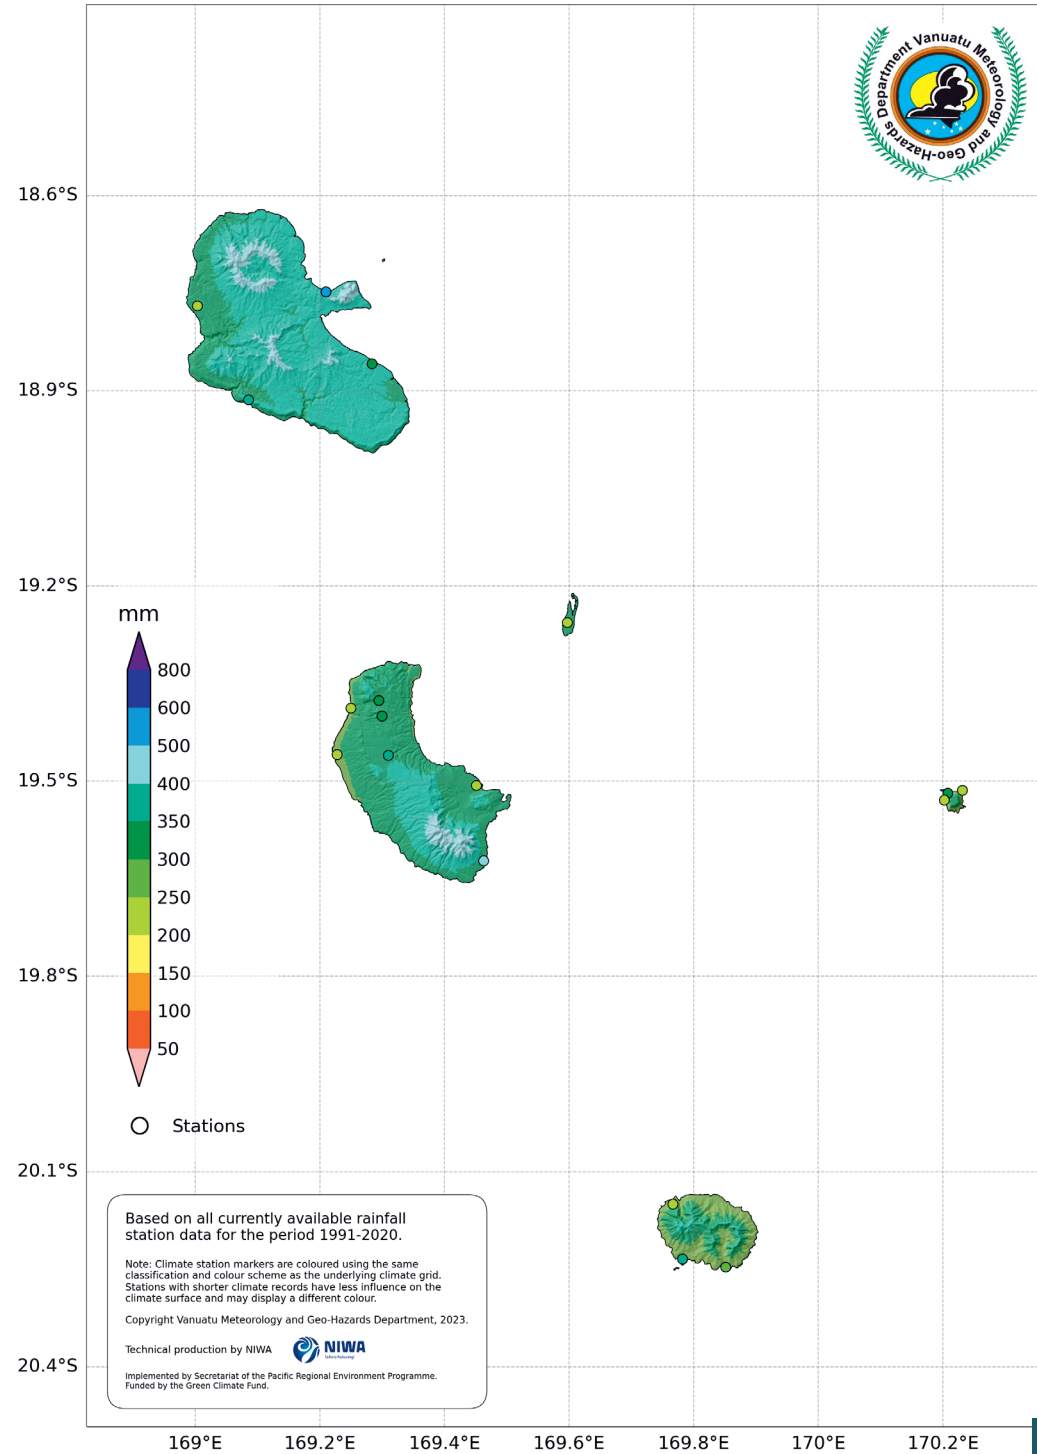 Department Vanuatu Meteorology and Geo-Hazards
18.6°S
18.9°S
19.2°S
19.5°S
19.8°S
20.1°S
20.4°S
mm
800
600
500
400
350
300
250
200
150
100
50
Stations
Based on all currently available rainfall
station data for the period 1991-2020.
Note: Climate station markers are coloured using the same
classification and colour scheme as the underlying climate grid.
Stations with shorter climate records have less influence on the
climate surface and may display a different colour.
Copyright Vanuatu Meteorology and Geo-Hazards Department, 2023.
Technical production by NIWA
NIWA
Taihoro Nukurangi
Implemented by Secretariat of the Pacific Regional Environment Programme.
Funded by the Green Climate Fund.
169°E 169.2°E 169.4°E 169.6°E 169.8°E 170°E 170.2°E